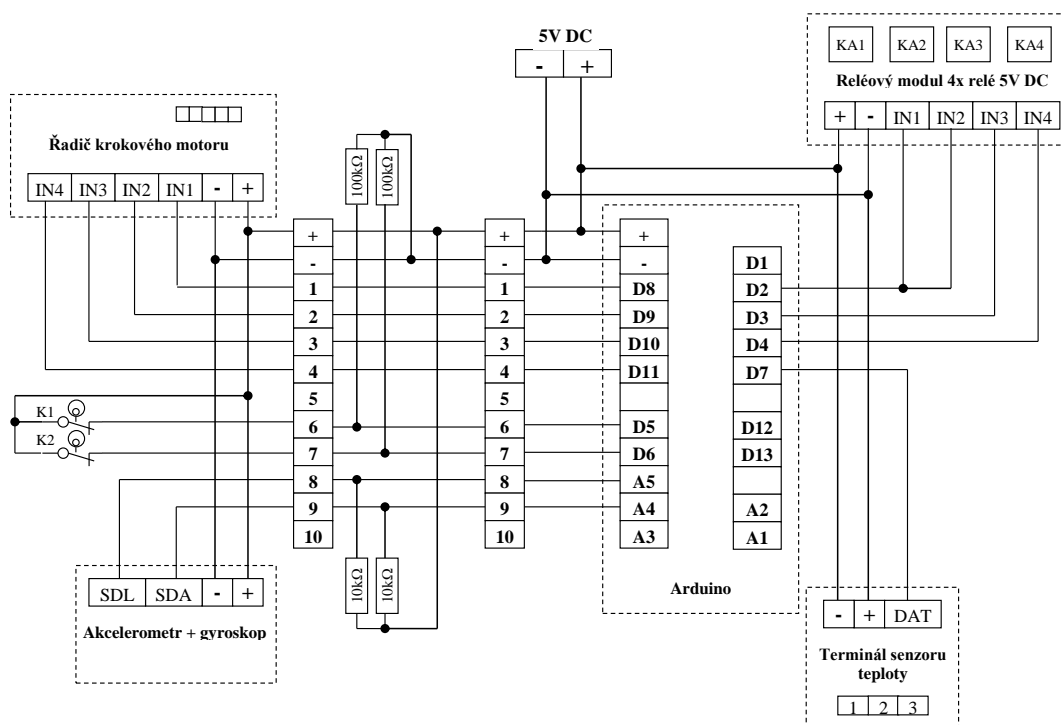 5V DC
- +
KA1 KA2 KA3 KA4
Reléový modul 4x relé 5V DC
+ - IN1 IN2 IN3 IN4
Řadič krokového motoru
IN4 IN3 IN2 IN1 - +
100kΩ
100kΩ
+
-
1
2
3
4
5
6
7
8
9
10
+
-
1
2
3
4
5
6
7
8
9
10
+
-
D8
D9
D10
D11
D5
D6
A5
A4
A3
D1
D2
D3
D4
D7
D12
D13
A2
A1
Arduino
K1
K2
10kΩ
10kΩ
SDL SDA - +
Akcelerometr + gyroskop
- + DAT
Terminál senzoru
teploty
1 2 3